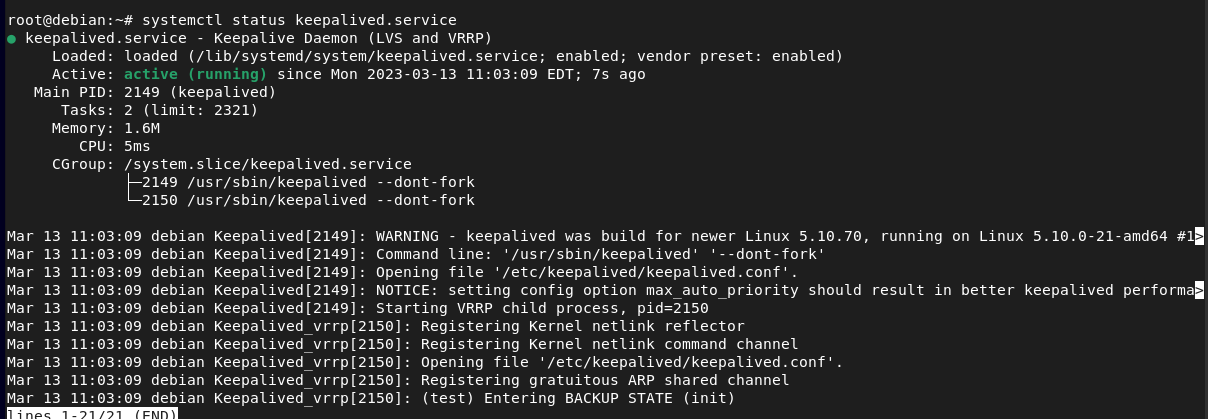 root@debian:~# systemctl status keepalived.service
● keepalived.service - Keepalive Daemon (LVS and VRRP)
     Loaded: loaded (/lib/systemd/system/keepalived.service; enabled; vendor preset: enabled)
     Active: active (running) since Mon 2023-03-13 11:03:09 EDT; 7s ago
   Main PID: 2149 (keepalived)
      Tasks: 2 (limit: 2321)
     Memory: 1.6M
        CPU: 5ms
     CGroup: /system.slice/keepalived.service
             ├─2149 /usr/sbin/keepalived --dont-fork
             └─2150 /usr/sbin/keepalived --dont-fork

Mar 13 11:03:09 debian Keepalived[2149]: WARNING - keepalived was build for newer Linux 5.10.70, running on Linux 5.10.0-21-amd64 #1>
Mar 13 11:03:09 debian Keepalived[2149]: Command line: '/usr/sbin/keepalived' '--dont-fork'
Mar 13 11:03:09 debian Keepalived[2149]: Opening file '/etc/keepalived/keepalived.conf'.
Mar 13 11:03:09 debian Keepalived[2149]: NOTICE: setting config option max_auto_priority should result in better keepalived performa>
Mar 13 11:03:09 debian Keepalived[2149]: Starting VRRP child process, pid=2150
Mar 13 11:03:09 debian Keepalived_vrrp[2150]: Registering Kernel netlink reflector
Mar 13 11:03:09 debian Keepalived_vrrp[2150]: Registering Kernel netlink command channel
Mar 13 11:03:09 debian Keepalived_vrrp[2150]: Opening file '/etc/keepalived/keepalived.conf'.
Mar 13 11:03:09 debian Keepalived_vrrp[2150]: Registering gratuitous ARP shared channel
Mar 13 11:03:09 debian Keepalived_vrrp[2150]: (test) Entering BACKUP STATE (init)
lines 1-21/21 (END)